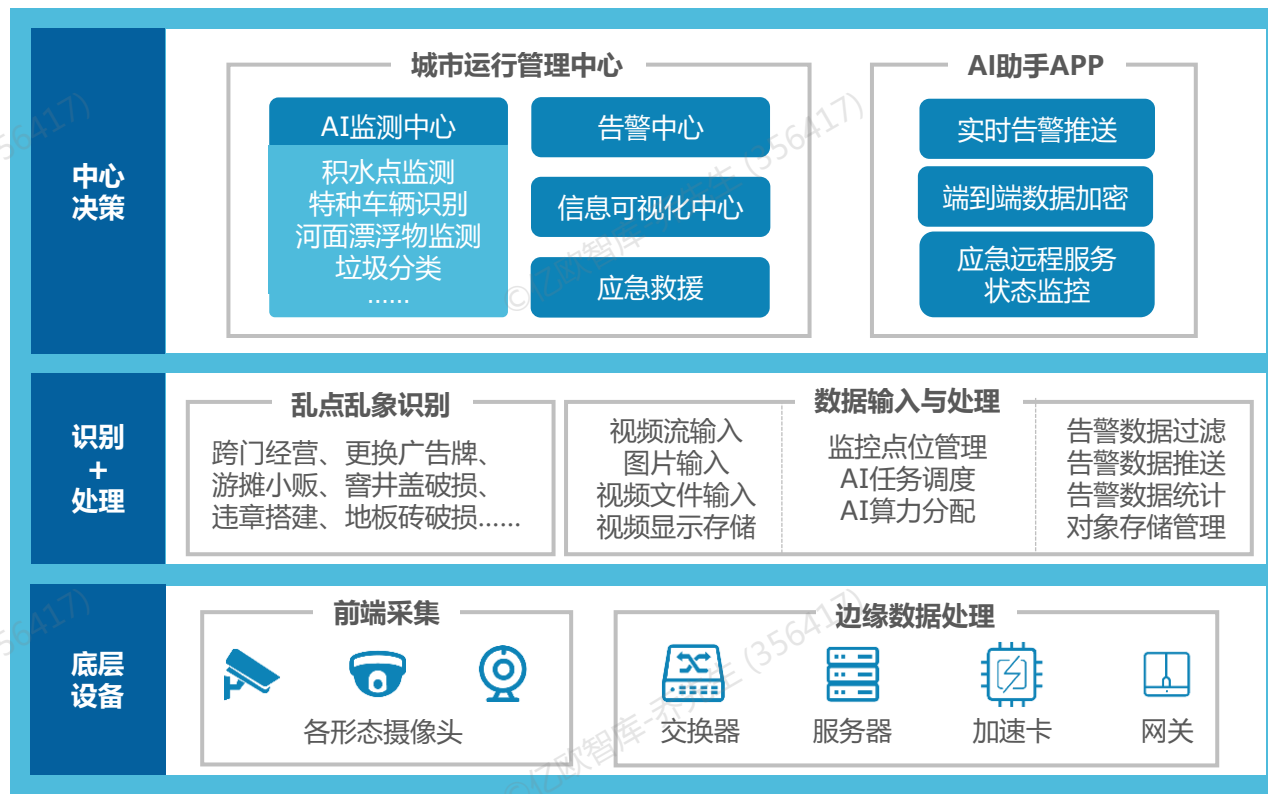 中心
决策
城市运行管理中心
AI监测中心
积水点监测
特种车辆识别
河面漂浮物监测
垃圾分类
……
告警中心
信息可视化中心
应急救援
AI助手APP
实时告警推送
端到端数据加密
应急远程服务
状态监控
识别
+
处理
乱点乱象识别
跨门经营、更换广告牌、
游摊小贩、窨井盖破损、
违章搭建、地板砖破损……
数据输入与处理
视频流输入
图片输入
视频文件输入
视频显示存储
监控点位管理
AI任务调度
AI算力分配
告警数据过滤
告警数据推送
告警数据统计
对象存储管理
底层
设备
前端采集
各形态摄像头
边缘数据处理
交换器
服务器
加速卡
网关